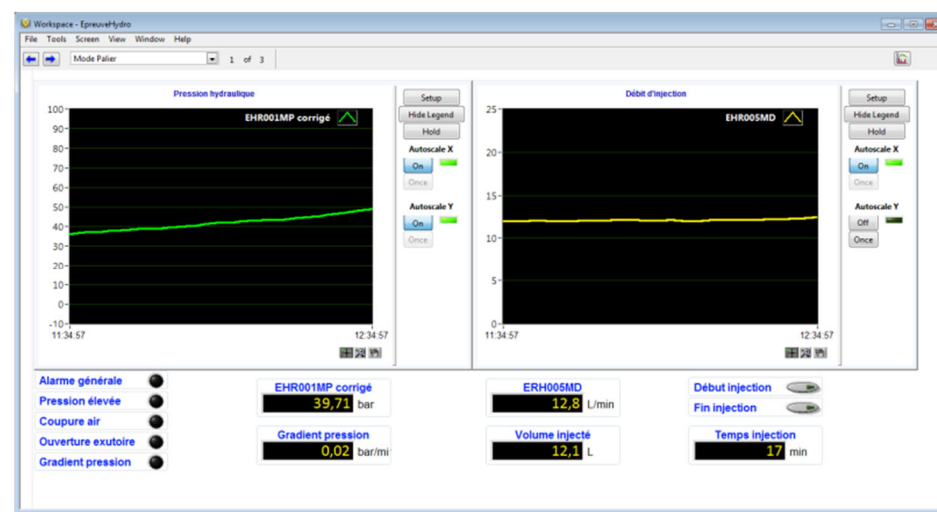 Workspace - EpreuveHydro
File Tools Screen View Window Help
Mode Palier 1 of 3
Pression hydraulique
EHR001MP corrigé
100
90
80
70
60
50
40
30
20
10
0
-10
11:34:57 12:34:57
Setup
Hide Legend
Hold
Autoscale X
On
Once
Autoscale Y
On
Once
Débit d'injection
EHR005MD
25
20
15
10
5
0
11:34:57 12:34:57
Setup
Hide Legend
Hold
Autoscale X
On
Once
Autoscale Y
Off
Once
Alarme générale
Pression élevée
Coupure air
Ouverture exutoire
Gradient pression
EHR001MP corrigé
39,71 bar
Gradient pression
0,02 bar/mi
ERH005MD
12,8 L/min
Volume injecté
12,1 L
Début injection
Fin injection
Temps injection
17 min